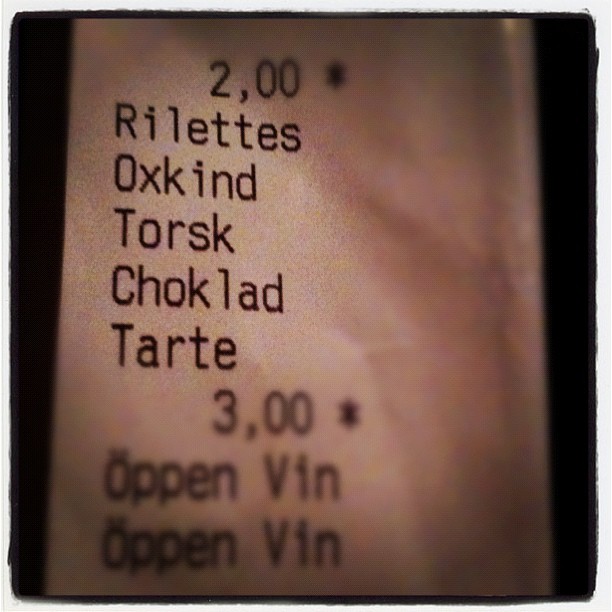 2,00 *
Rilettes
Oxkind
Torsk
Choklad
Tarte
3,00 *
Öppen Vin
Öppen Vin